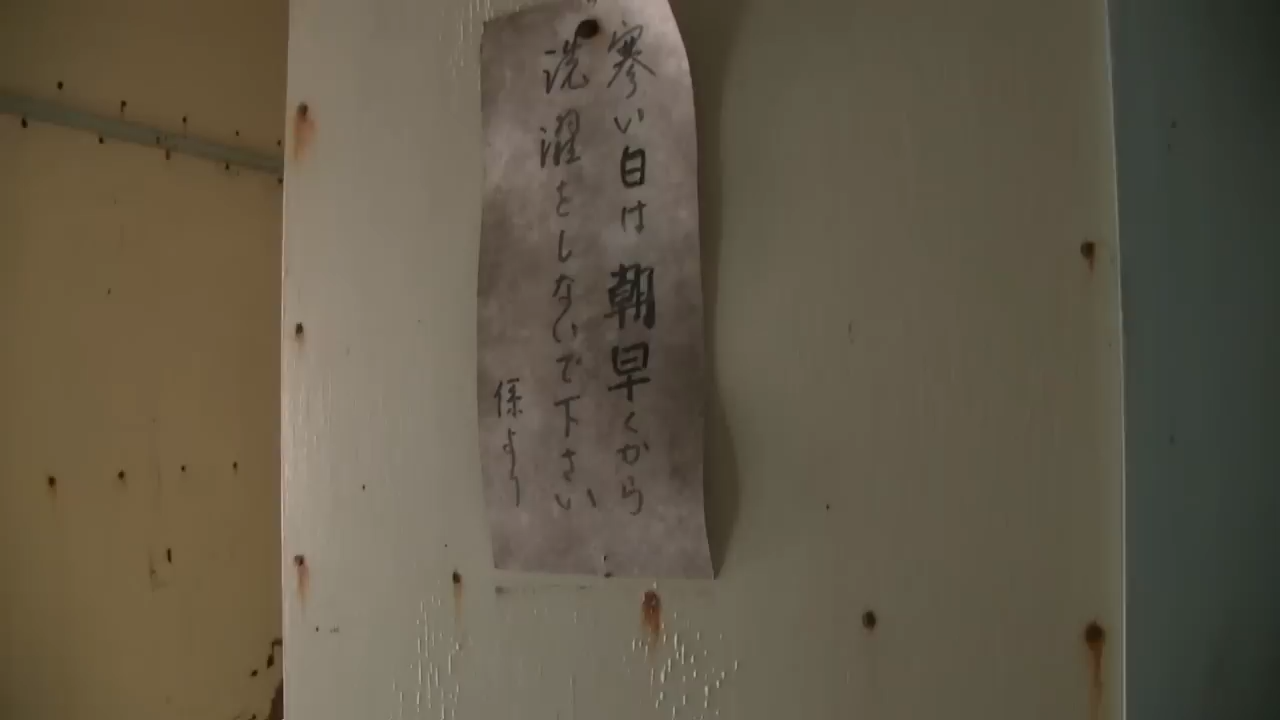 寒い日は朝早くから
洗濯をしないで下さい
係より